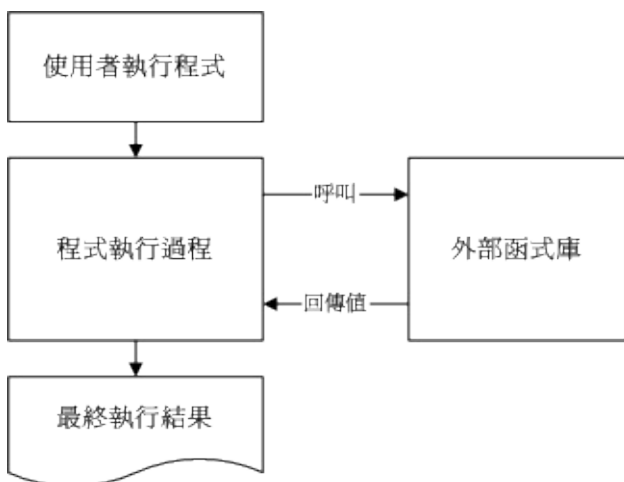 使用者執行程式
程式執行過程
呼叫
外部函式庫
回傳值
最終執行結果